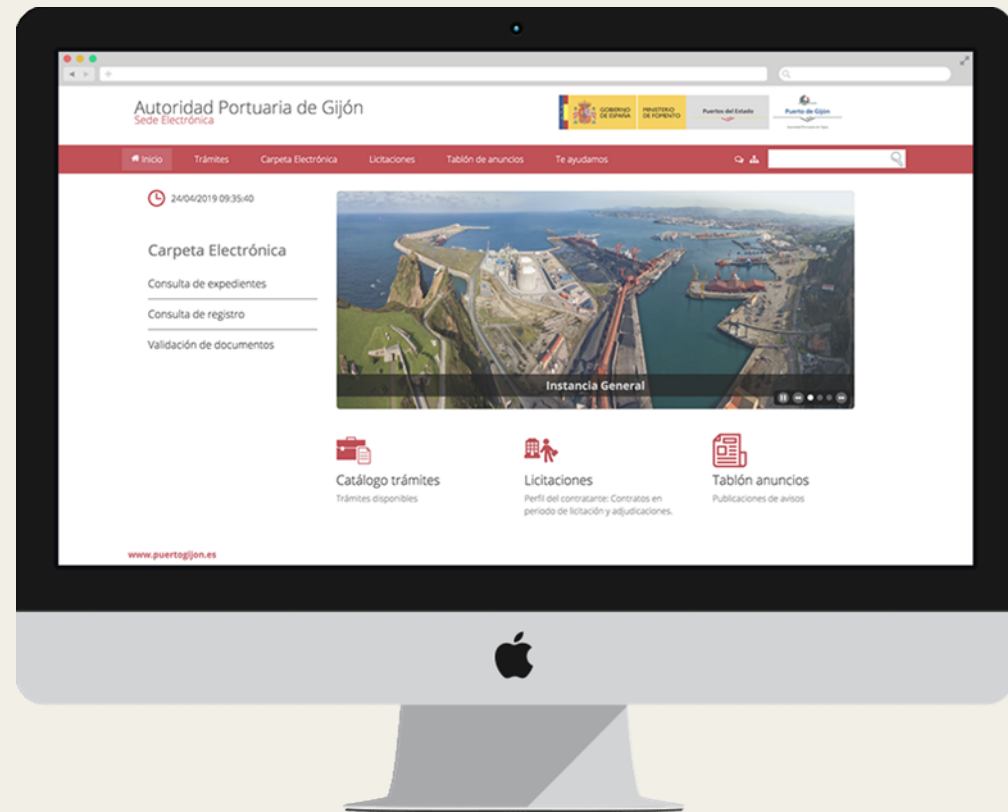 Autoridad Portuaria de Gijón
Sede Electrónica
GOBIERNO DE ESPAÑA
MINISTERIO DE FOMENTO
Puertos del Estado
Puerto de Gijón
Inicio Trámites Carpeta Electrónica Licitaciones Tablón de anuncios Te ayudamos
24/04/2019 09:35:40
Carpeta Electrónica
Consulta de expedientes
Consulta de registro
Validación de documentos
Instancia General
Catálogo trámites
Trámites disponibles
Licitaciones
Perfil del contratante: Contratos en
periodo de licitación y adjudicaciones.
Tablón anuncios
Publicaciones de avisos
www.puertogijon.es